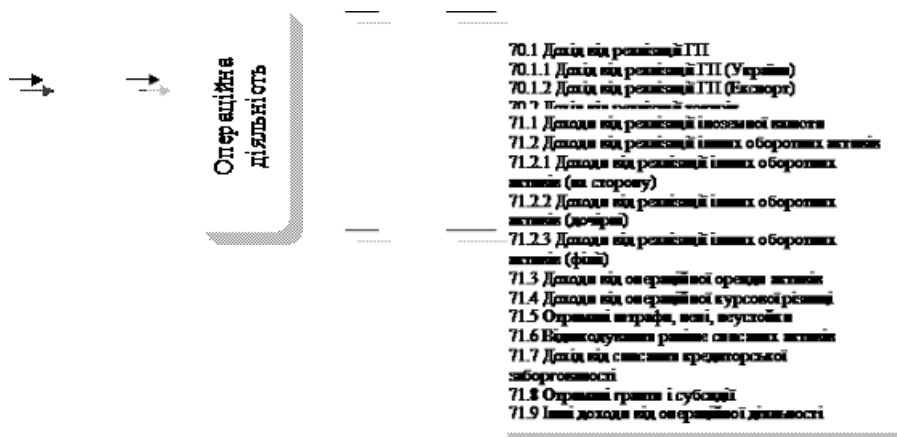 Операційна
діяльність
70.1 Дохід від реалізації ГП
70.1.1 Дохід від реалізації ГП (Україна)
70.1.2 Дохід від реалізації ГП (Експорт)
70.2 Дохід від реалізації товарів
71.1 Доходи від реалізації іноземної валюти
71.2 Доходи від реалізації інших оборотних активів
71.2.1 Доходи від реалізації інших оборотних
активів (на сторону)
71.2.2 Доходи від реалізації інших оборотних
активів (дочірні)
71.2.3 Доходи від реалізації інших оборотних
активів (філії)
71.3 Доходи від операційної оренди активів
71.4 Доходи від операційної курсової різниці
71.5 Отримані штрафи, пені, неустойки
71.6 Відшкодування раніше списаних активів
71.7 Дохід від списання кредиторської
заборгованості
71.8 Отримані гранти і субсидії
71.9 Інші доходи від операційної діяльності